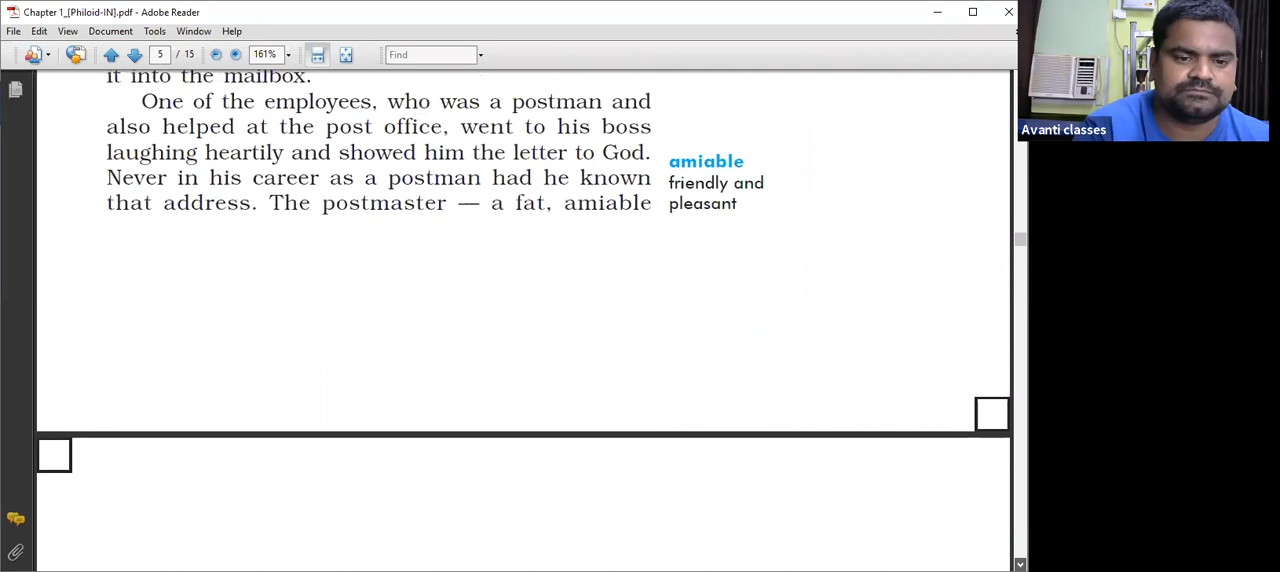 Chapter 1_[Philoid-IN].pdf - Adobe Reader
File Edit View Document Tools Window Help
5 / 15 161% Find
it into the mailbox.
One of the employees, who was a postman and
also helped at the post office, went to his boss
laughing heartily and showed him the letter to God.
Never in his career as a postman had he known
that address. The postmaster — a fat, amiable
amiable
friendly and
pleasant
Avanti classes